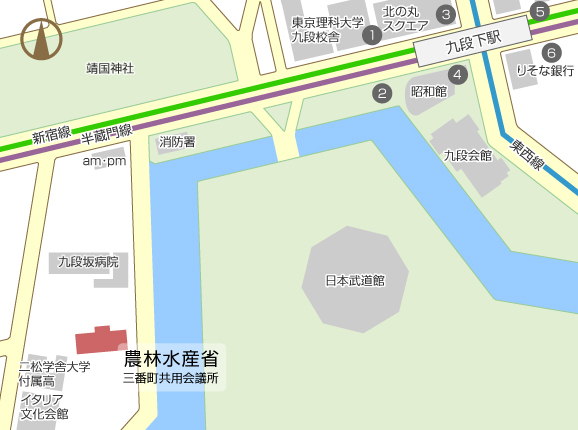 東京理科大学
九段校舎
北の丸
スクエア
3
5
1
九段下駅
6
りそな銀行
靖国神社
4
2
昭和館
新宿線
半蔵門線
消防署
九段会館
東西線
am:pm
九段坂病院
日本武道館
農林水産省
三番町共用会議所
二松学舎大学
付属高
イタリア
文化会館